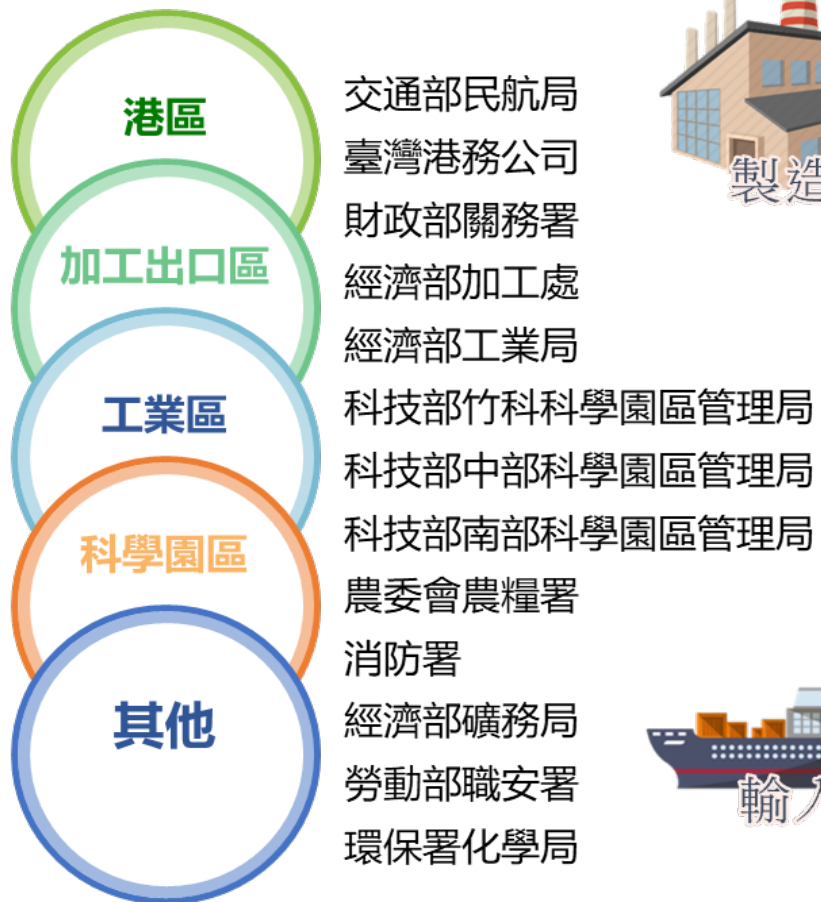 港區
加工出口區
工業區
科學園區
其他
交通部民航局
臺灣港務公司
財政部關務署
經濟部加工處
經濟部工業局
科技部竹科科學園區管理局
科技部中部科學園區管理局
科技部南部科學園區管理局
農委會農糧署
消防署
經濟部礦務局
勞動部職安署
環保署化學局
製造
輸入